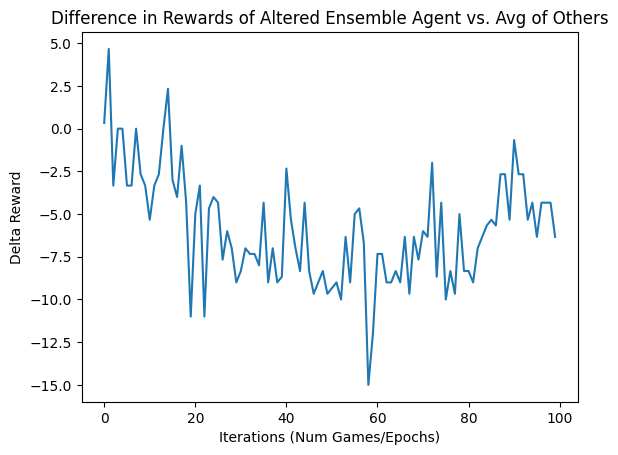 Difference in Rewards of Altered Ensemble Agent vs. Avg of Others
5.0
2.5
0.0
−2.5
−5.0
−7.5
−10.0
−12.5
−15.0
Delta Reward
0 20 40 60 80 100
Iterations (Num Games/Epochs)